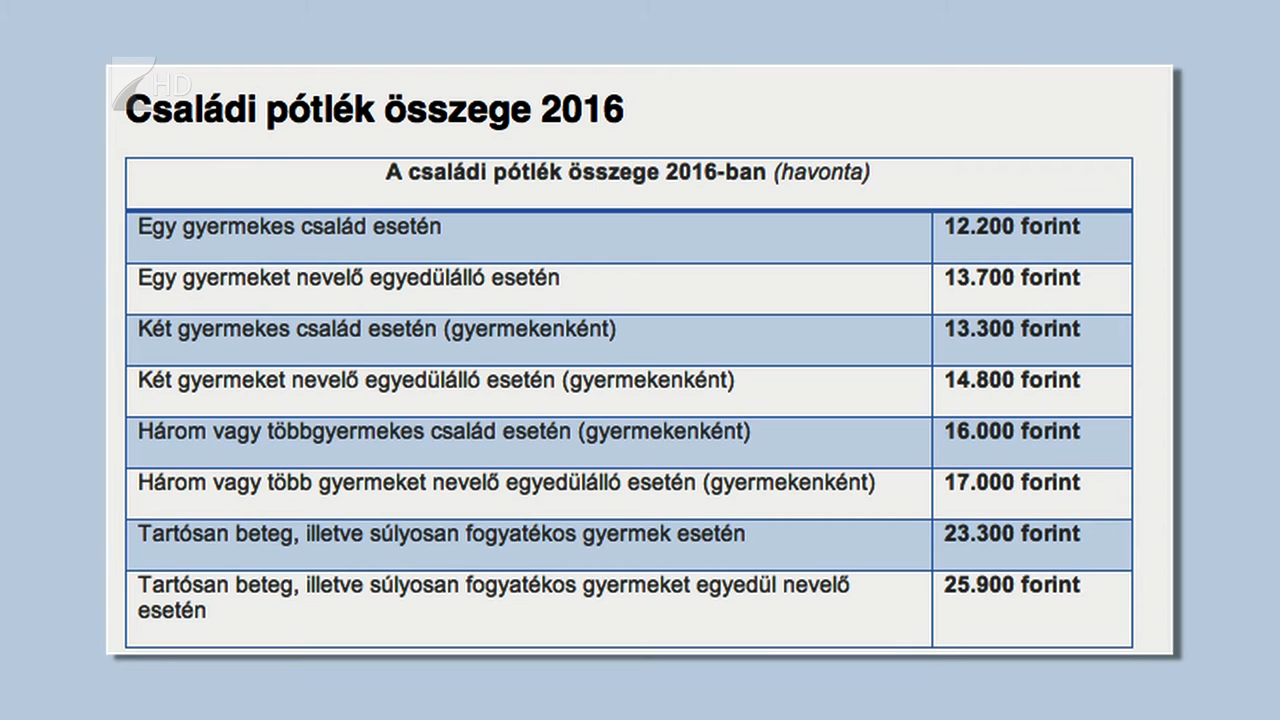 7 HD
Családi pótlék összege 2016
A családi pótlék összege 2016-ban (havonta)
Egy gyermekes család esetén 12.200 forint
Egy gyermeket nevelő egyedülálló esetén 13.700 forint
Két gyermekes család esetén (gyermekenként) 13.300 forint
Két gyermeket nevelő egyedülálló esetén (gyermekenként) 14.800 forint
Három vagy többgyermekes család esetén (gyermekenként) 16.000 forint
Három vagy több gyermeket nevelő egyedülálló esetén (gyermekenként) 17.000 forint
Tartósan beteg, illetve súlyosan fogyatékos gyermek esetén 23.300 forint
Tartósan beteg, illetve súlyosan fogyatékos gyermeket egyedül nevelő 25.900 forint
esetén